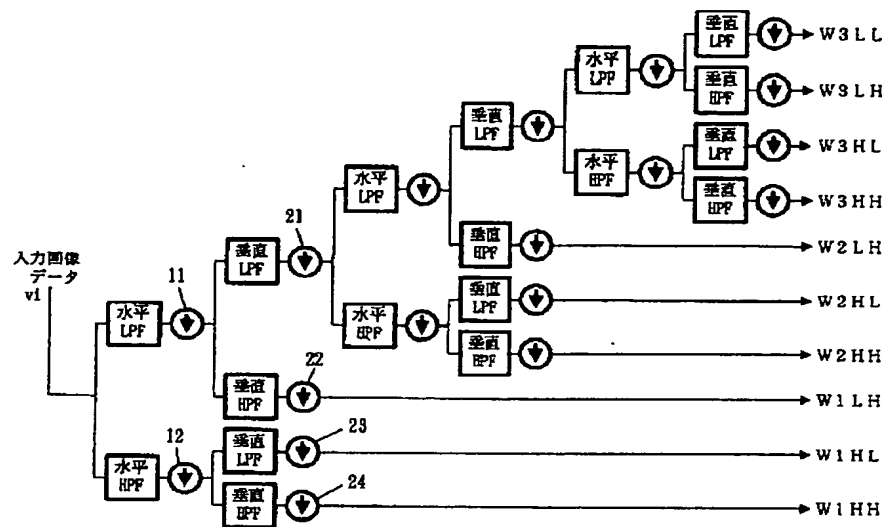 垂直
LPF
W3LL
水平
LPF
垂直
HPF
W3LH
垂直
LPF
垂直
LPF
W3HL
水平
HPF
水平
LPF
垂直
HPF
W3HH
21
垂直
LPF
垂直
HPF
W2LH
入力画像
データ
vi
11
水平
LPF
水平
HPF
垂直
LPF
W2HL
垂直
HPF
W2HH
22
垂直
HPF
W1LH
12
23
水平
HPF
垂直
LPF
W1HL
24
垂直
HPF
W1HH